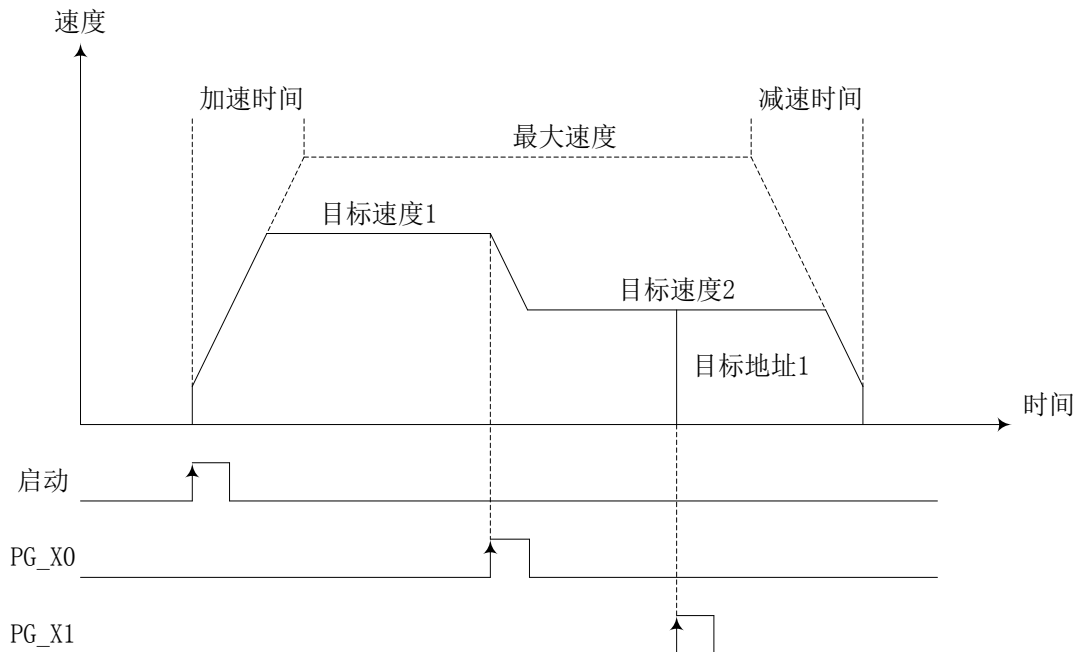 速度
加速时间
减速时间
最大速度
目标速度1
目标速度2
目标地址1
时间
启动
PG_X0
PG_X1